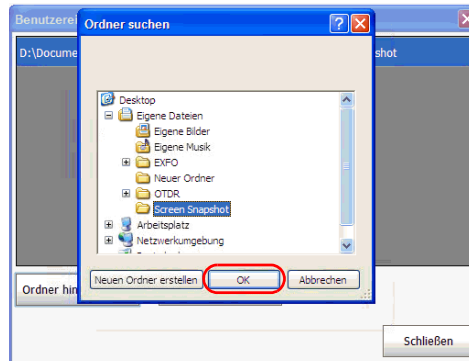 Benutzerei
Ordner suchen
D:\Docume
shot
Desktop
Eigene Dateien
Eigene Bilder
Eigene Musik
EXFO
Neuer Ordner
OTDR
Screen Snapshot
Arbeitsplatz
Netzwerkumgebung
Neuen Ordner erstellen
OK
Abbrechen
Ordner hin
Schließen